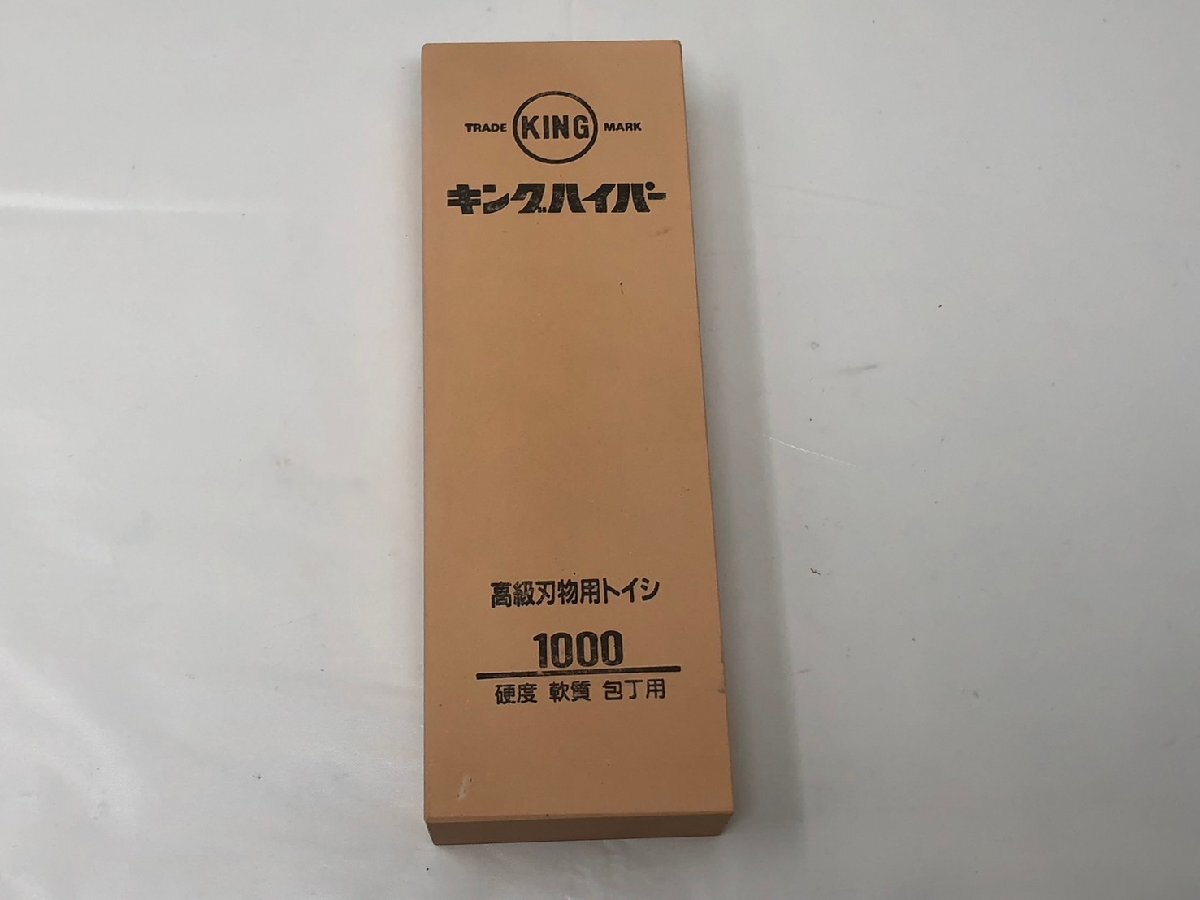 TRADE KING MARK
キングハイパー
高級刃物用トイシ
1000
硬度 軟質 包丁用